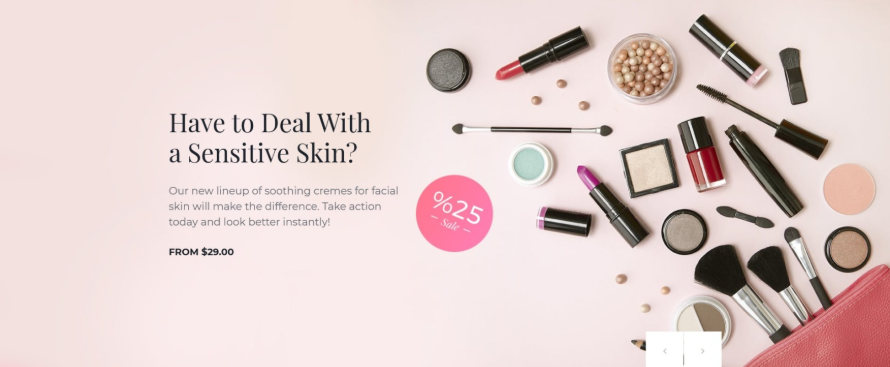 Have to Deal With
a Sensitive Skin?
Our new lineup of soothing cremes for facial
skin will make the difference. Take action
today and look better instantly!
FROM $29.00
%25
Sale